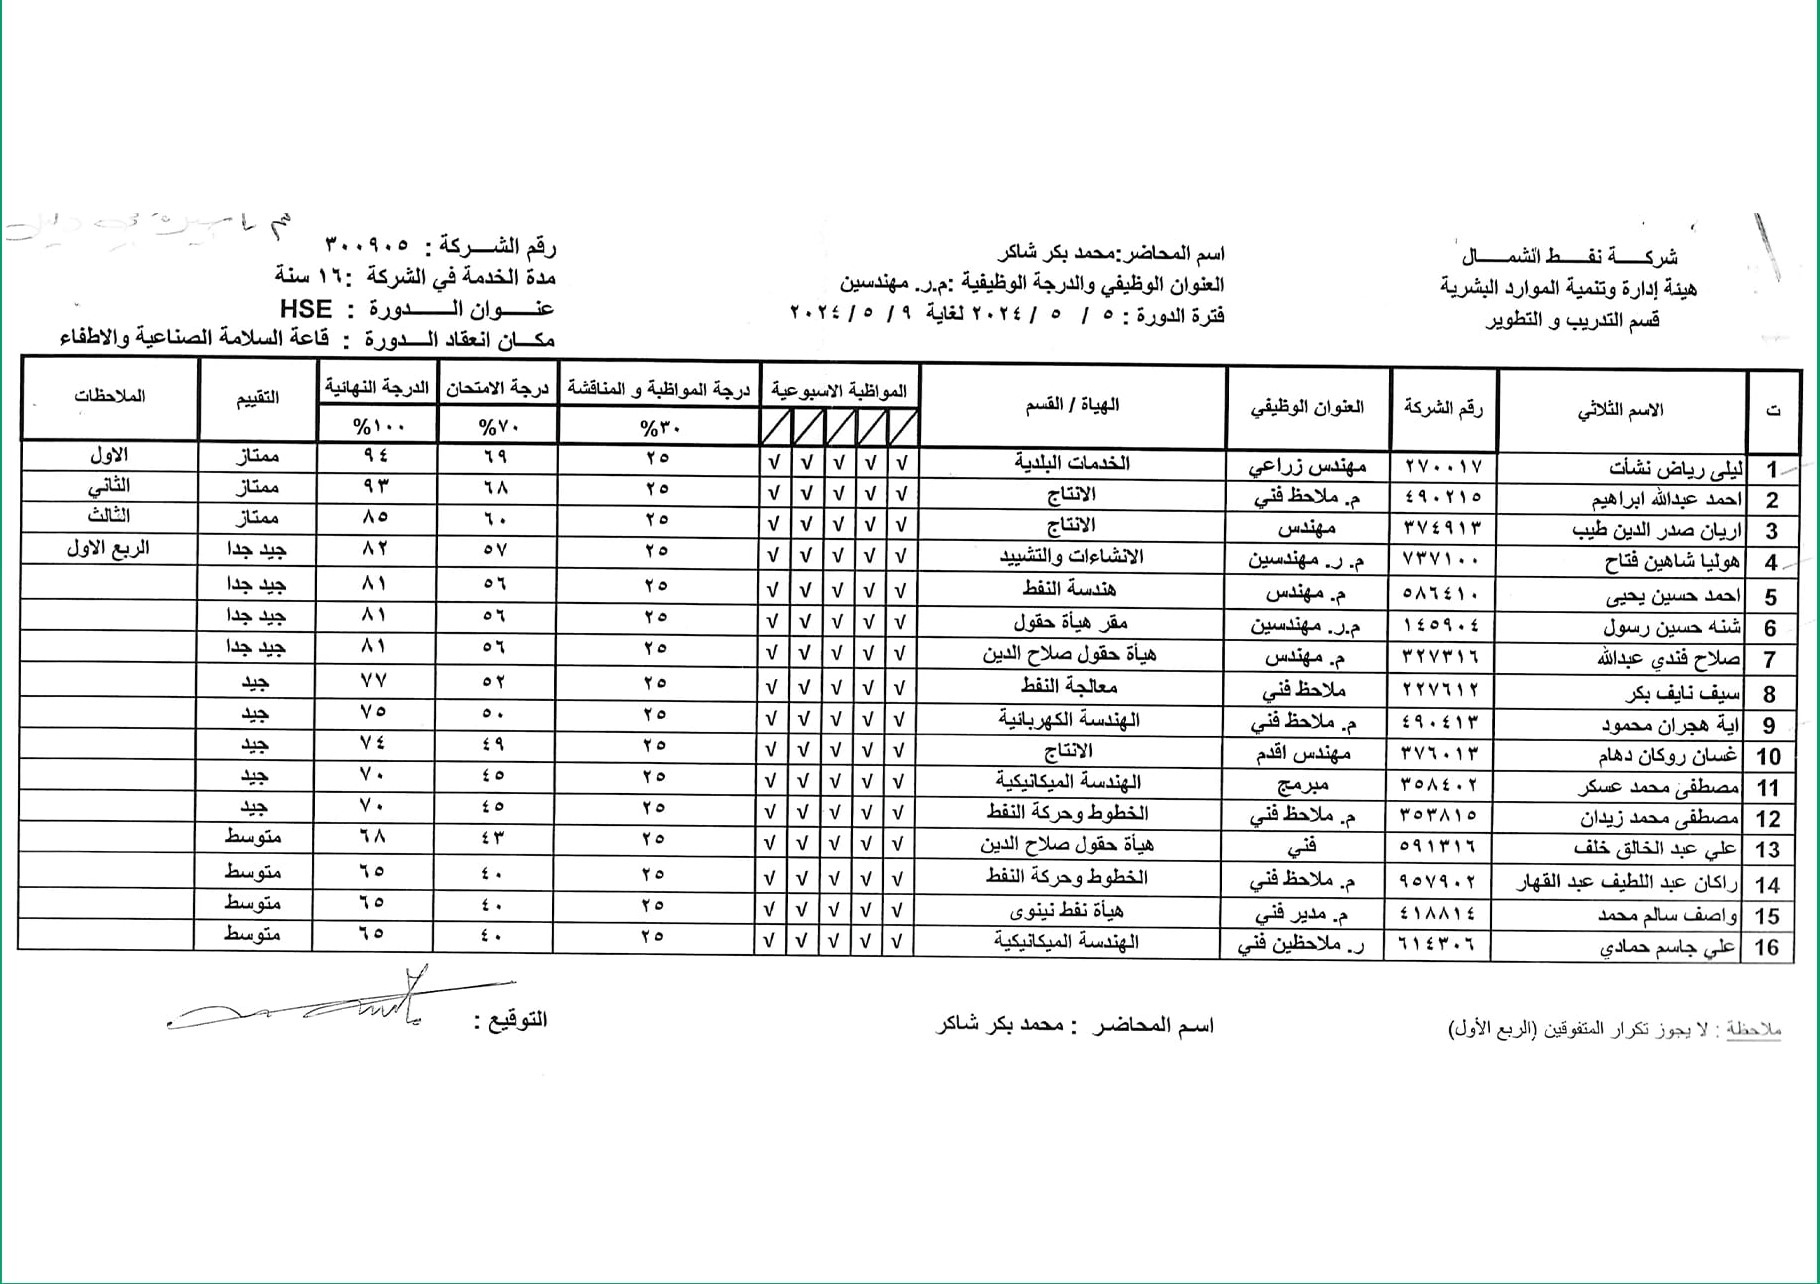 شركة نفط الشمال
هيئة إدارة وتنمية الموارد البشرية
قسم التدريب و التطوير
اسم المحاضر:محمد بكر شاكر
العنوان الوظيفي والدرجة الوظيفية :م.ر. مهندسين
فترة الدورة : ٥ / ٥ / ٢٠٢٤ لغاية ٩ / ٥ / ٢٠٢٤
رقم الشركة : ٣٠٠٩٠٥
مدة الخدمة في الشركة :١٦ سنة
عنوان الدورة : HSE
مكان انعقاد الدورة : قاعة السلامة الصناعية والاطفاء
ت الاسم الثلاثي رقم الشركة العنوان الوظيفي الهيأة / القسم المواظبة الاسبوعية درجة المواظبة و المناقشة درجة الامتحان الدرجة النهائية التقييم الملاحظات
%٣٠ %٧٠ %١٠٠
1 ليلى رياض نشأت ٢٧٠٠١٧ مهندس زراعي الخدمات البلدية √ √ √ √ √ ٢٥ ٦٩ ٩٤ ممتاز الاول
2 احمد عبدالله ابراهيم ٤٩٠٢١٥ م. ملاحظ فني الانتاج √ √ √ √ √ ٢٥ ٦٨ ٩٣ ممتاز الثاني
3 اريان صدر الدين طيب ٣٧٤٩١٣ مهندس الانتاج √ √ √ √ √ ٢٥ ٦٠ ٨٥ ممتاز الثالث
4 هوليا شاهين فتاح ٧٣٧١٠٠ م. ر. مهندسين الانشاءات والتشييد √ √ √ √ √ ٢٥ ٥٧ ٨٢ جيد جدا الربع الاول
5 احمد حسين يحيى ٥٨٦٤١٠ م. مهندس هندسة النفط √ √ √ √ √ ٢٥ ٥٦ ٨١ جيد جدا
6 شنه حسين رسول ١٤٥٩٠٤ م.ر. مهندسين مقر هيأة حقول √ √ √ √ √ ٢٥ ٥٦ ٨١ جيد جدا
7 صلاح فندي عبدالله ٣٢٧٣١٦ م. مهندس هيأة حقول صلاح الدين √ √ √ √ √ ٢٥ ٥٦ ٨١ جيد جدا
8 سيف نايف بكر ٢٢٧٦١٢ ملاحظ فني معالجة النفط √ √ √ √ √ ٢٥ ٥٢ ٧٧ جيد
9 اية هجران محمود ٤٩٠٤١٣ م. ملاحظ فني الهندسة الكهربائية √ √ √ √ √ ٢٥ ٥٠ ٧٥ جيد
10 غسان روكان دهام ٣٧٦٠١٣ مهندس اقدم الانتاج √ √ √ √ √ ٢٥ ٤٩ ٧٤ جيد
11 مصطفى محمد عسكر ٣٥٨٤٠٢ مبرمج الهندسة الميكانيكية √ √ √ √ √ ٢٥ ٤٥ ٧٠ جيد
12 مصطفى محمد زيدان ٣٥٣٨١٥ م. ملاحظ فني الخطوط وحركة النفط √ √ √ √ √ ٢٥ ٤٥ ٧٠ جيد
13 علي عبد الخالق خلف ٥٩١٣١٦ فني هيأة حقول صلاح الدين √ √ √ √ √ ٢٥ ٤٣ ٦٨ متوسط
14 راكان عبد اللطيف عبد القهار ٩٥٧٩٠٢ م. ملاحظ فني الخطوط وحركة النفط √ √ √ √ √ ٢٥ ٤٠ ٦٥ متوسط
15 واصف سالم محمد ٤١٨٨١٤ م. مدير فني هيأة نفط نينوى √ √ √ √ √ ٢٥ ٤٠ ٦٥ متوسط
16 علي جاسم حمادي ٦١٤٣٠٦ ر. ملاحظين فني الهندسة الميكانيكية √ √ √ √ √ ٢٥ ٤٠ ٦٥ متوسط
ملاحظة : لا يجوز تكرار المتفوقين (الربع الأول)
اسم المحاضر : محمد بكر شاكر
التوقيع :